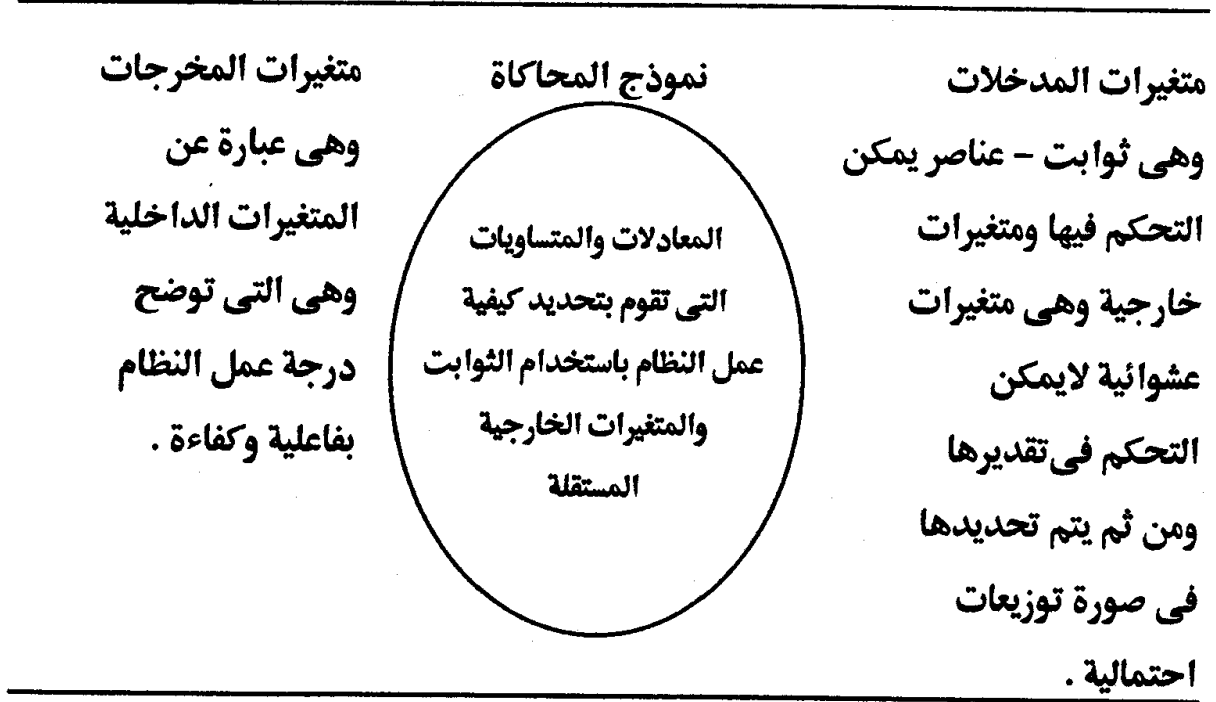 متغيرات المدخلات
وهى ثوابت – عناصر يمكن
التحكم فيها ومتغيرات
خارجية وهى متغيرات
عشوائية لايمكن
التحكم فى تقديرها
ومن ثم يتم تحديدها
فى صورة توزيعات
احتمالية .
نموذج المحاكاة
المعادلات والمتساويات
التى تقوم بتحديد كيفية
عمل النظام باستخدام الثوابت
والمتغيرات الخارجية
المستقلة
متغيرات المخرجات
وهى عبارة عن
المتغيرات الداخلية
وهى التى توضح
درجة عمل النظام
بفاعلية وكفاءة .